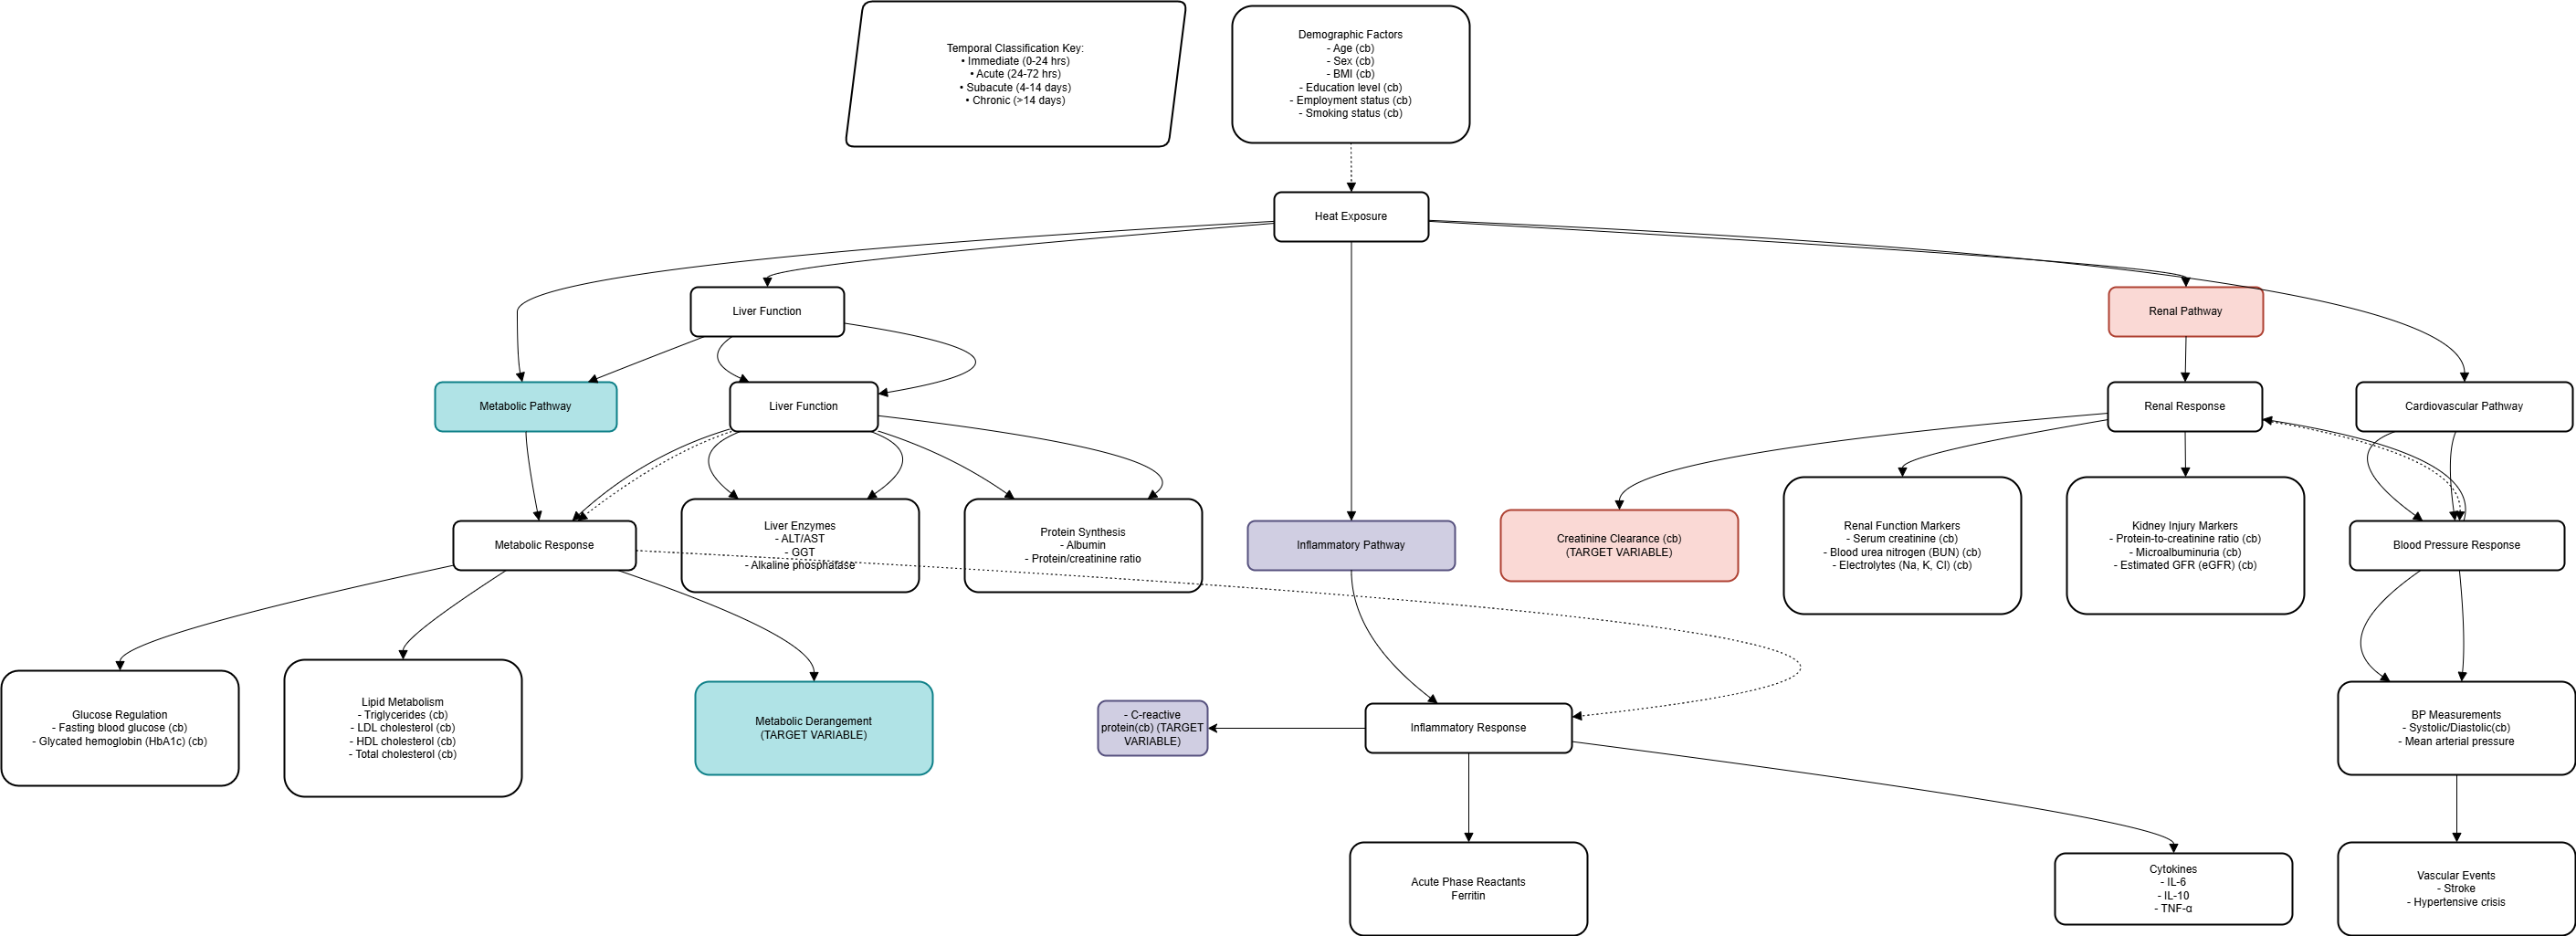 Temporal Classification Key:
• Immediate (0-24 hrs)
• Acute (24-72 hrs)
• Subacute (4-14 days)
• Chronic (>14 days)
Demographic Factors
- Age (cb)
- Sex (cb)
- BMI (cb)
- Education level (cb)
- Employment status (cb)
- Smoking status (cb)
Heat Exposure
Liver Function
Renal Pathway
Metabolic Pathway
Liver Function
Renal Response
Cardiovascular Pathway
Metabolic Response
Liver Enzymes
- ALT/AST
- GGT
- Alkaline phosphatase
Protein Synthesis
- Albumin
- Protein/creatinine ratio
Inflammatory Pathway
Creatinine Clearance (cb)
(TARGET VARIABLE)
Renal Function Markers
- Serum creatinine (cb)
- Blood urea nitrogen (BUN) (cb)
- Electrolytes (Na, K, Cl) (cb)
Kidney Injury Markers
- Protein-to-creatinine ratio (cb)
- Microalbuminuria (cb)
- Estimated GFR (eGFR) (cb)
Blood Pressure Response
Glucose Regulation
- Fasting blood glucose (cb)
- Glycated hemoglobin (HbA1c) (cb)
Lipid Metabolism
- Triglycerides (cb)
- LDL cholesterol (cb)
- HDL cholesterol (cb)
- Total cholesterol (cb)
Metabolic Derangement
(TARGET VARIABLE)
- C-reactive
protein(cb) (TARGET
VARIABLE)
Inflammatory Response
BP Measurements
- Systolic/Diastolic(cb)
- Mean arterial pressure
Acute Phase Reactants
Ferritin
Cytokines
- IL-6
- IL-10
- TNF-α
Vascular Events
- Stroke
- Hypertensive crisis